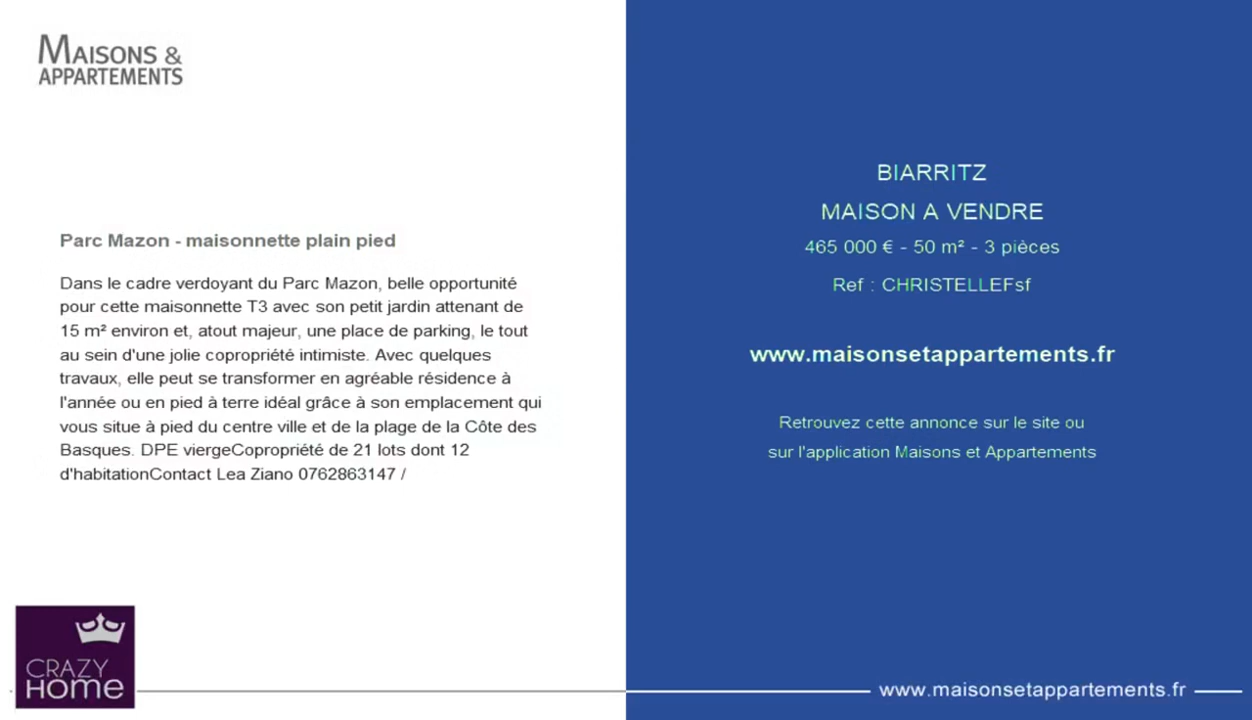 MAISONS &
APPARTEMENTS
Parc Mazon - maisonnette plain pied
Dans le cadre verdoyant du Parc Mazon, belle opportunité
pour cette maisonnette T3 avec son petit jardin attenant de
15 m² environ et, atout majeur, une place de parking, le tout
au sein d'une jolie copropriété intimiste. Avec quelques
travaux, elle peut se transformer en agréable résidence à
l'année ou en pied à terre idéal grâce à son emplacement qui
vous situe à pied du centre ville et de la plage de la Côte des
Basques. DPE viergeCopropriété de 21 lots dont 12
d'habitationContact Lea Ziano 0762863147 /
CRAZY
HOME
BIARRITZ
MAISON A VENDRE
465 000 € - 50 m² - 3 pièces
Ref : CHRISTELLEFsf
www.maisonsetappartements.fr
Retrouvez cette annonce sur le site ou
sur l'application Maisons et Appartements
www.maisonsetappartements.fr